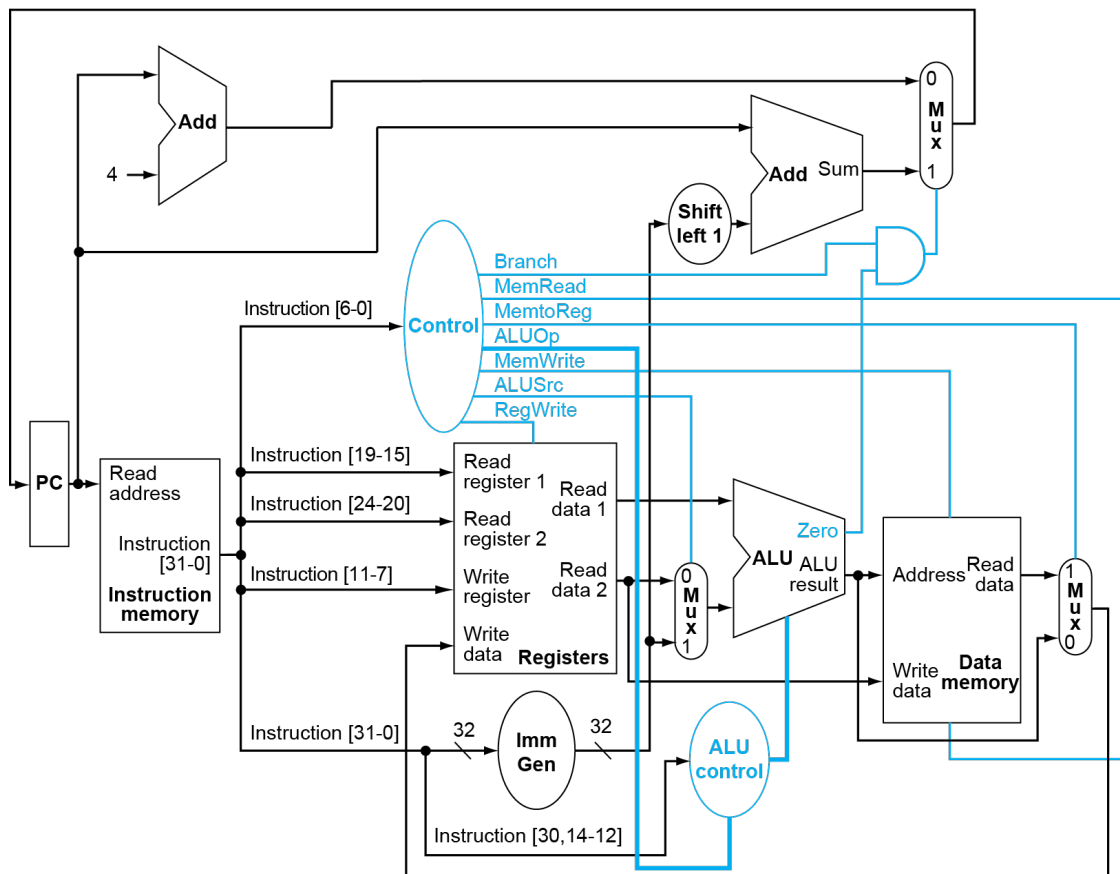 Add
4
0
Mux
1
Add
Sum
Shift
left 1
Branch
MemRead
MemtoReg
ALUOp
MemWrite
ALUSrc
RegWrite
Control
Instruction [6-0]
Instruction [19-15]
Instruction [24-20]
Instruction [11-7]
Instruction [31-0]
PC
Read
address
Instruction
[31-0]
Instruction
memory
Read
register 1
Read
register 2
Write
register
Write
data
Read
data 1
Read
data 2
Registers
0
Mux
1
Zero
ALU
ALU
result
Address
Read
data
Write
data
Data
memory
1
Mux
0
32
Imm
Gen
32
ALU
control
Instruction [30,14-12]